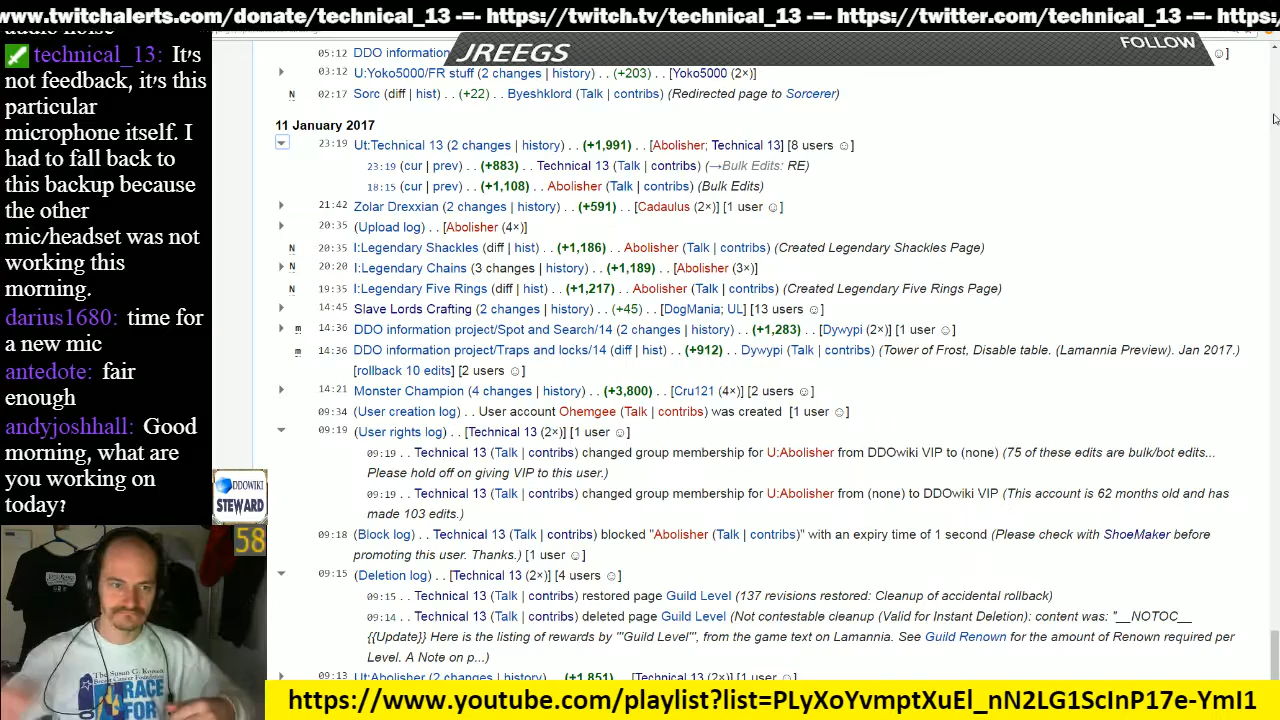 www.twitchalerts.com/donate/technical_13 -=- https://twitch.tv/technical_13 -=- https://twitter.com/technical_13 -=- https:
technical_13: It's
not feedback, it's this
particular
microphone itself. I
had to fall back to
this backup because
the other
mic/headset was not
working this
morning.
darius1680: time for
a new mic
antedote: fair
enough
andyjoshhall: Good
morning, what are
you working on
today?
JREEGS
FOLLOW
05:12 DDO information
03:12 U:Yoko5000/FR stuff (2 changes | history) . . (+203) . . [Yoko5000 (2×)]
N 02:17 Sorc (diff | hist) . . (+22) . . Byeshklord (Talk | contribs) (Redirected page to Sorcerer)
11 January 2017
23:19 Ut:Technical 13 (2 changes | history) . . (+1,991) . . [Abolisher; Technical 13] [8 users ☺]
23:19 (cur | prev) . . (+883) . . Technical 13 (Talk | contribs) (→Bulk Edits: RE)
18:15 (cur | prev) . . (+1,108) . . Abolisher (Talk | contribs) (Bulk Edits)
21:42 Zolar Drexxian (2 changes | history) . . (+591) . . [Cadaulus (2×)] [1 user ☺]
20:35 (Upload log) . . [Abolisher (4×)]
N 20:35 I:Legendary Shackles (diff | hist) . . (+1,186) . . Abolisher (Talk | contribs) (Created Legendary Shackles Page)
N 20:20 I:Legendary Chains (3 changes | history) . . (+1,189) . . [Abolisher (3×)]
N 19:35 I:Legendary Five Rings (diff | hist) . . (+1,217) . . Abolisher (Talk | contribs) (Created Legendary Five Rings Page)
14:45 Slave Lords Crafting (2 changes | history) . . (+45) . . [DogMania; UL] [13 users ☺]
m 14:36 DDO information project/Spot and Search/14 (2 changes | history) . . (+1,283) . . [Dywypi (2×)] [1 user ☺]
m 14:36 DDO information project/Traps and locks/14 (diff | hist) . . (+912) . . Dywypi (Talk | contribs) (Tower of Frost, Disable table. (Lamannia Preview). Jan 2017.)
[rollback 10 edits] [2 users ☺]
14:21 Monster Champion (4 changes | history) . . (+3,800) . . [Cru121 (4×)] [2 users ☺]
09:34 (User creation log) . . User account Ohemgee (Talk | contribs) was created [1 user ☺]
09:19 (User rights log) . . [Technical 13 (2×)] [1 user ☺]
09:19 . . Technical 13 (Talk | contribs) changed group membership for U:Abolisher from DDOwiki VIP to (none) (75 of these edits are bulk/bot edits...
Please hold off on giving VIP to this user.)
09:19 . . Technical 13 (Talk | contribs) changed group membership for U:Abolisher from (none) to DDOwiki VIP (This account is 62 months old and has
made 103 edits.)
09:18 (Block log) . . Technical 13 (Talk | contribs) blocked "Abolisher (Talk | contribs)" with an expiry time of 1 second (Please check with ShoeMaker before
promoting this user. Thanks.) [1 user ☺]
09:15 (Deletion log) . . [Technical 13 (2×)] [4 users ☺]
09:15 . . Technical 13 (Talk | contribs) restored page Guild Level (137 revisions restored: Cleanup of accidental rollback)
09:14 . . Technical 13 (Talk | contribs) deleted page Guild Level (Not contestable cleanup (Valid for Instant Deletion): content was: "__NOTOC__
{{Update}} Here is the listing of rewards by '''Guild Level''', from the game text on Lamannia. See Guild Renown for the amount of Renown required per
Level. A Note on p...)
09:13 Ut:Abolisher (2 changes | history) . . (+1,851) . . [Technical 13 (2×)] [1 user ☺]
DDOWIKI
STEWARD
58
The Susan G. Komen
Breast Cancer Foundation
RACE
FOR
https://www.youtube.com/playlist?list=PLyXoYvmptXuEl_nN2LG1ScInP17e-YmI1